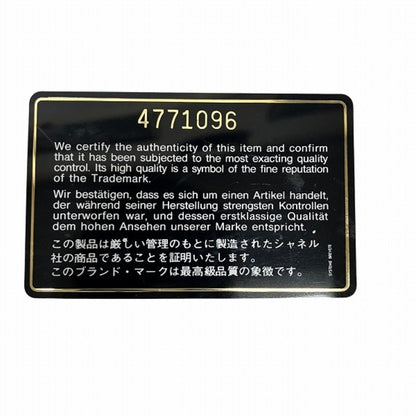 4771096
We certify the authenticity of this item and confirm
that it has been subjected to the most exacting quality
control. Its high quality is a symbol of the fine reputation
of the Trademark.
Wir bestätigen, dass es sich um einen Artikel handelt,
der während seiner Herstellung strengsten Kontrollen
unterworfen war, und dessen erstklassige Qualität
dem hohen Ansehen unserer Marke entspricht.
この製品は厳しい管理のもとに製造されたシャネル
社の商品であることを証明いたします。
このブランド・マークは最高級品質の象徴です。